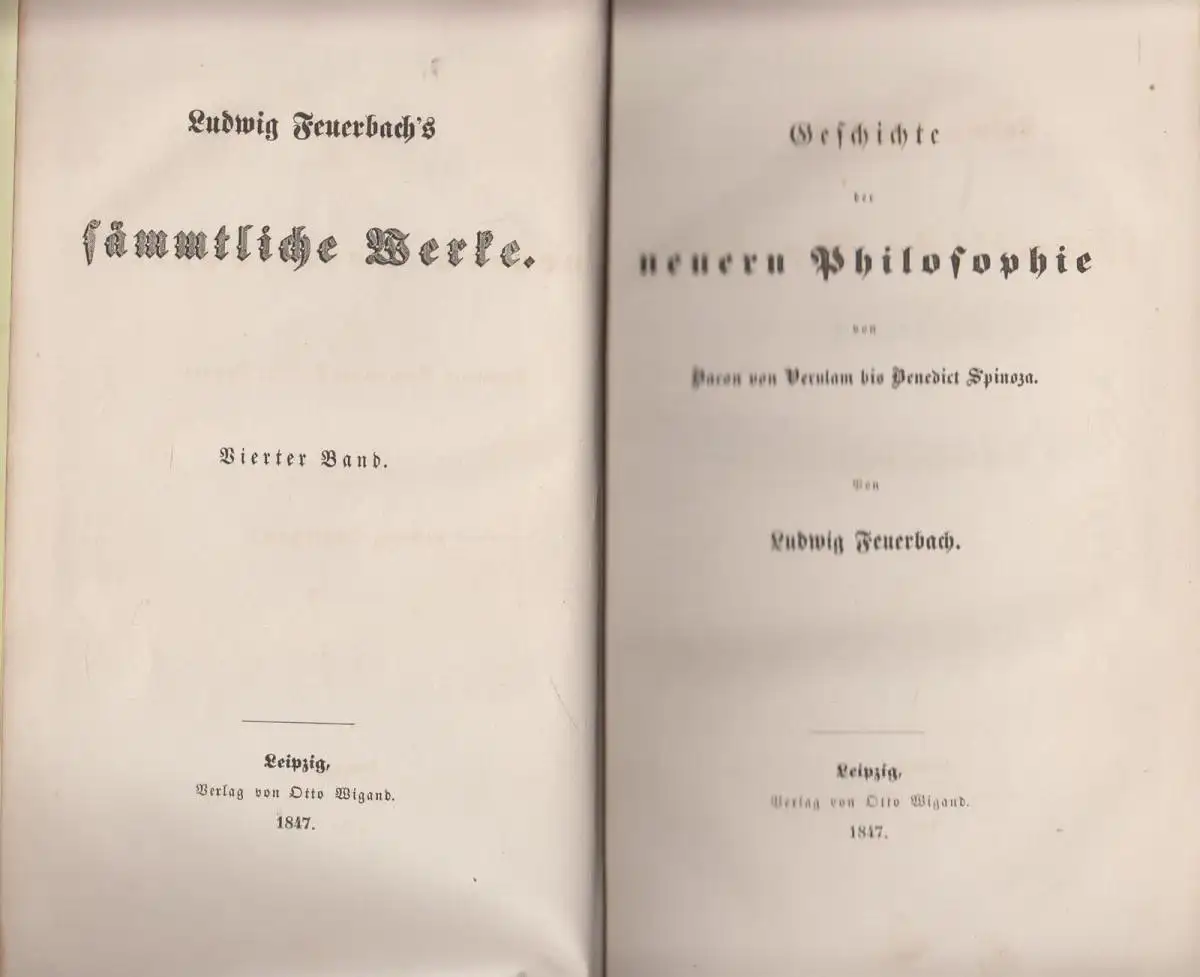 Ludwig Feuerbach's
sämmtliche Werke.
Vierter Band.
Leipzig,
Verlag von Otto Wigand.
1847.
Geschichte
der
neuern Philosophie
von
Bacon von Verulam bis Benedict Spinoza.
Von
Ludwig Feuerbach.
Leipzig,
Verlag von Otto Wigand.
1847.